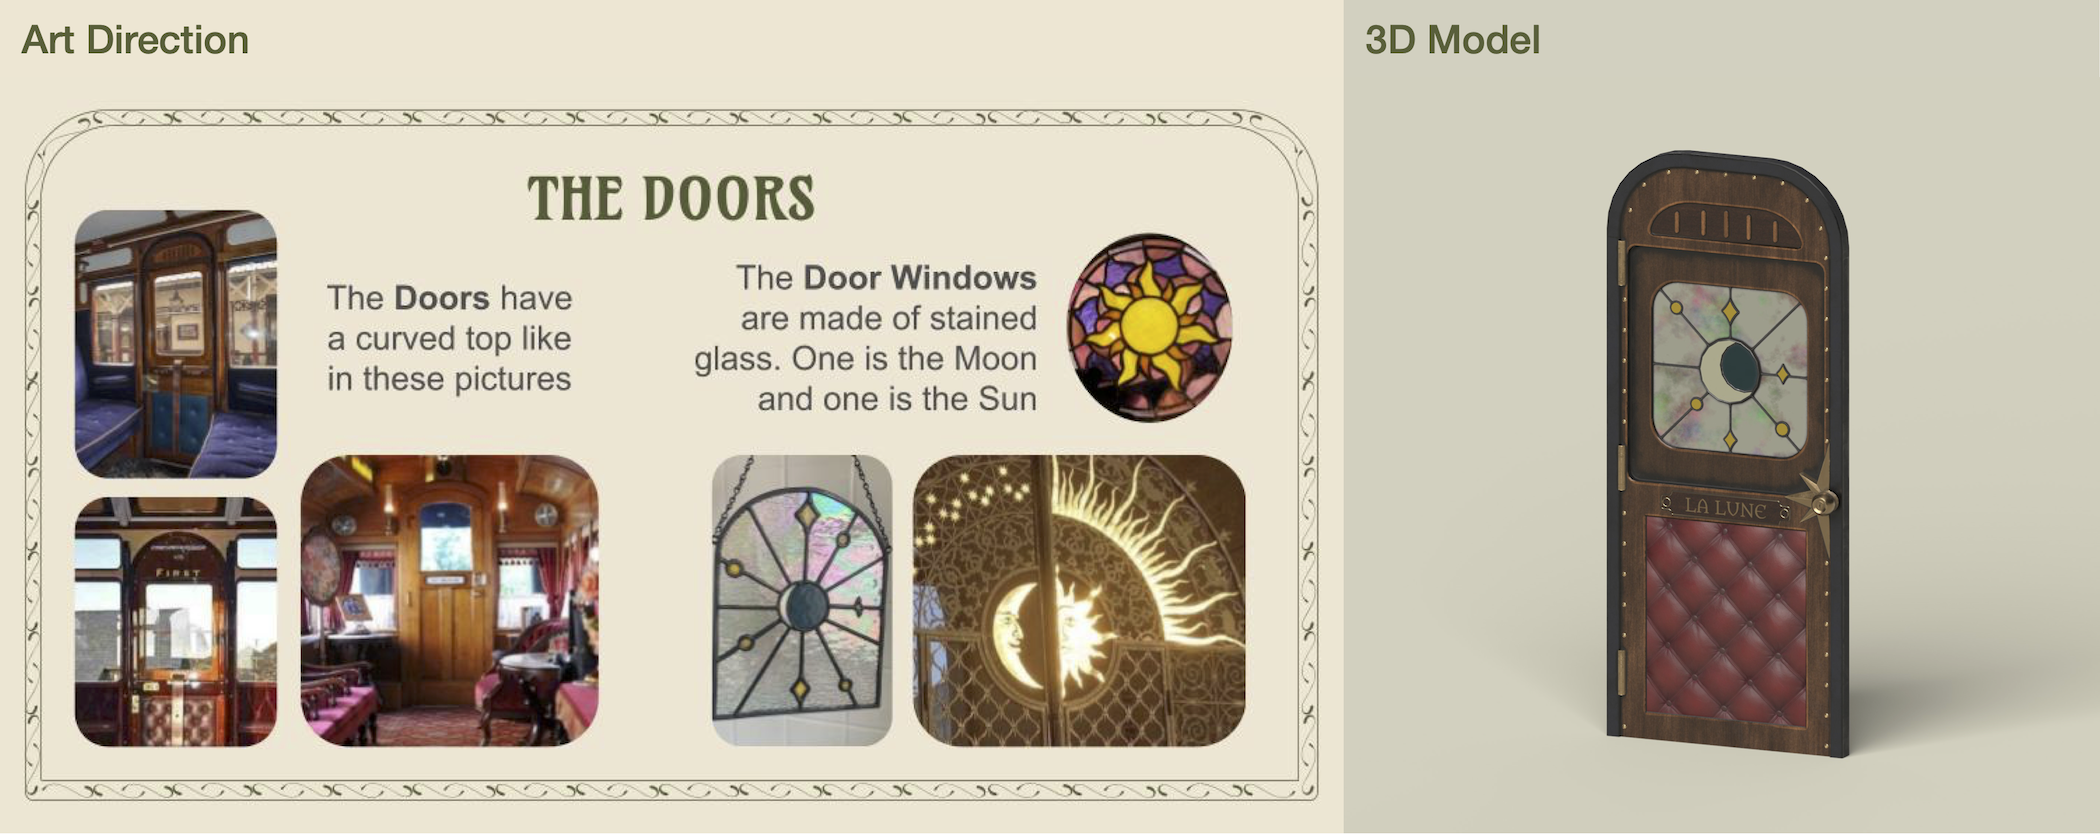 Art Direction
3D Model
THE DOORS
The Doors have
a curved top like
in these pictures
The Door Windows
are made of stained
glass. One is the Moon
and one is the Sun
FIRST
LA LUNE